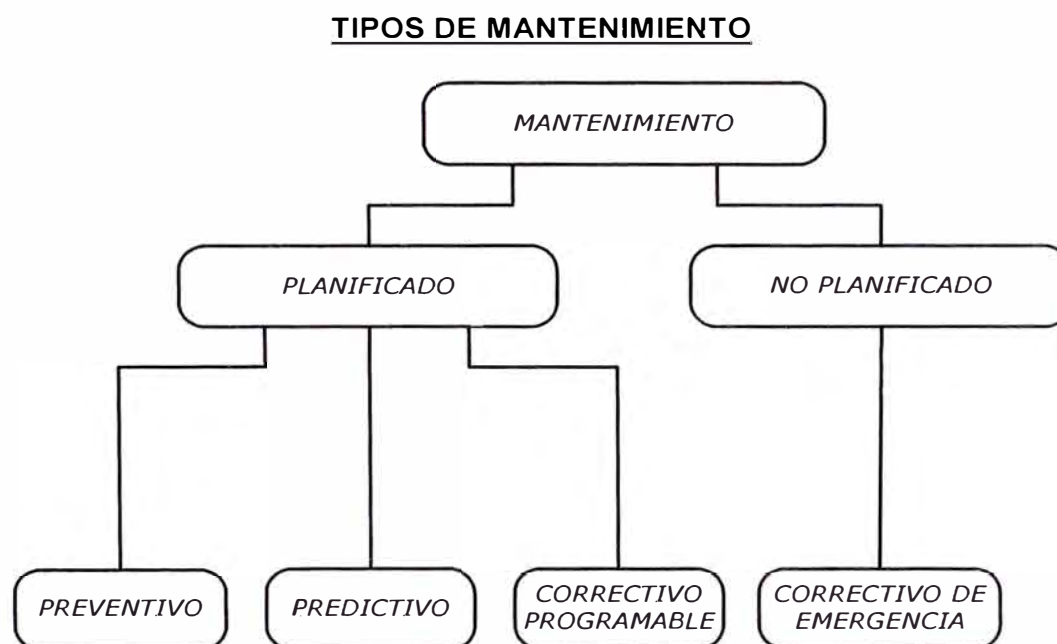 TIPOS DE MANTENIMIENTO
MANTENIMIENTO
PLANIFICADO
NO PLANIFICADO
PREVENTIVO
PREDICTIVO
CORRECTIVO
PROGRAMABLE
CORRECTIVO DE
EMERGENCIA